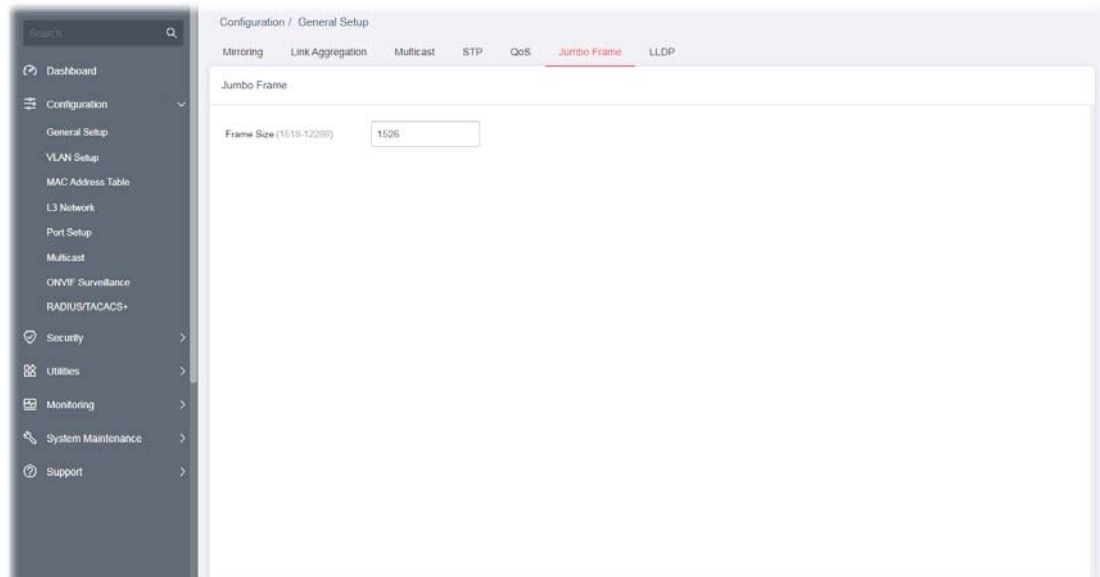 Search...
Dashboard
Configuration
General Setup
VLAN Setup
MAC Address Table
L3 Network
Port Setup
Multicast
ONVIF Surveillance
RADIUS/TACACS+
Security
Utilities
Monitoring
System Maintenance
Support
Configuration / General Setup
Mirroring Link Aggregation Multicast STP QoS Jumbo Frame LLDP
Jumbo Frame
Frame Size (1518-12288) 1526